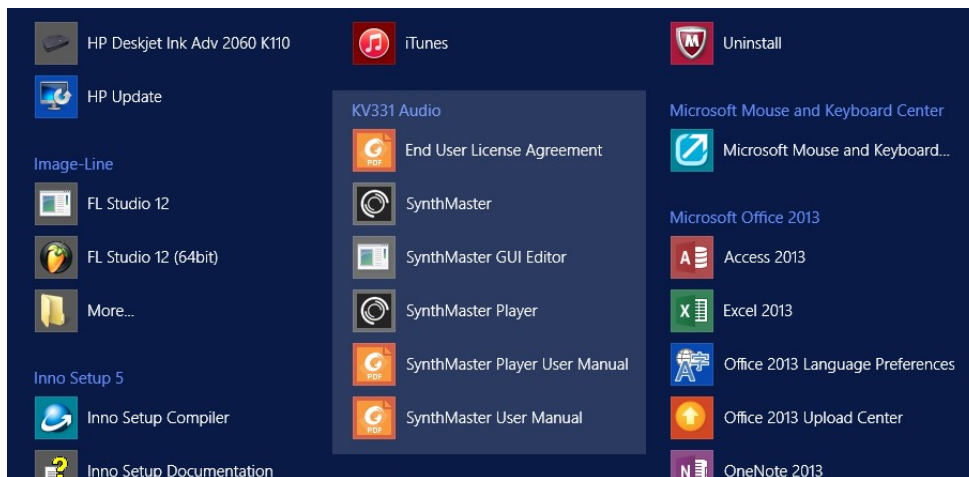 HP Deskjet Ink Adv 2060 K110
HP Update
Image-Line
FL Studio 12
FL Studio 12 (64bit)
More...
Inno Setup 5
Inno Setup Compiler
Inno Setup Documentation
iTunes
KV331 Audio
PDF
End User License Agreement
SynthMaster
SynthMaster GUI Editor
SynthMaster Player
PDF
SynthMaster Player User Manual
PDF
SynthMaster User Manual
Uninstall
Microsoft Mouse and Keyboard Center
Microsoft Mouse and Keyboard...
Microsoft Office 2013
Access 2013
Excel 2013
Office 2013 Language Preferences
Office 2013 Upload Center
OneNote 2013